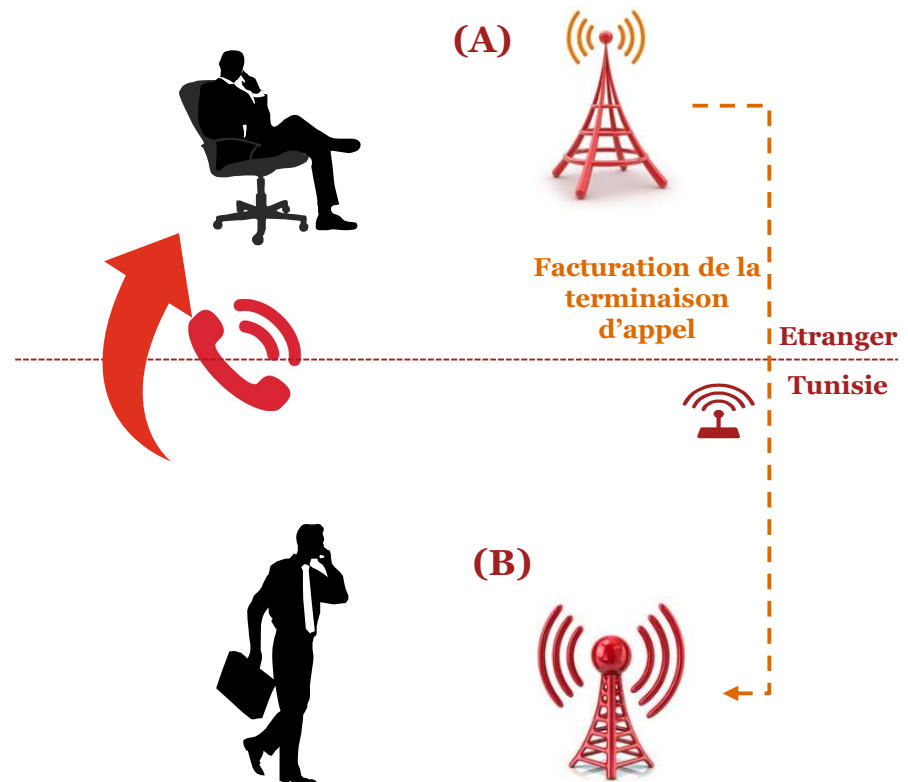 (A)
Facturation de la
terminaison
d’appel
Etranger
Tunisie
(B)